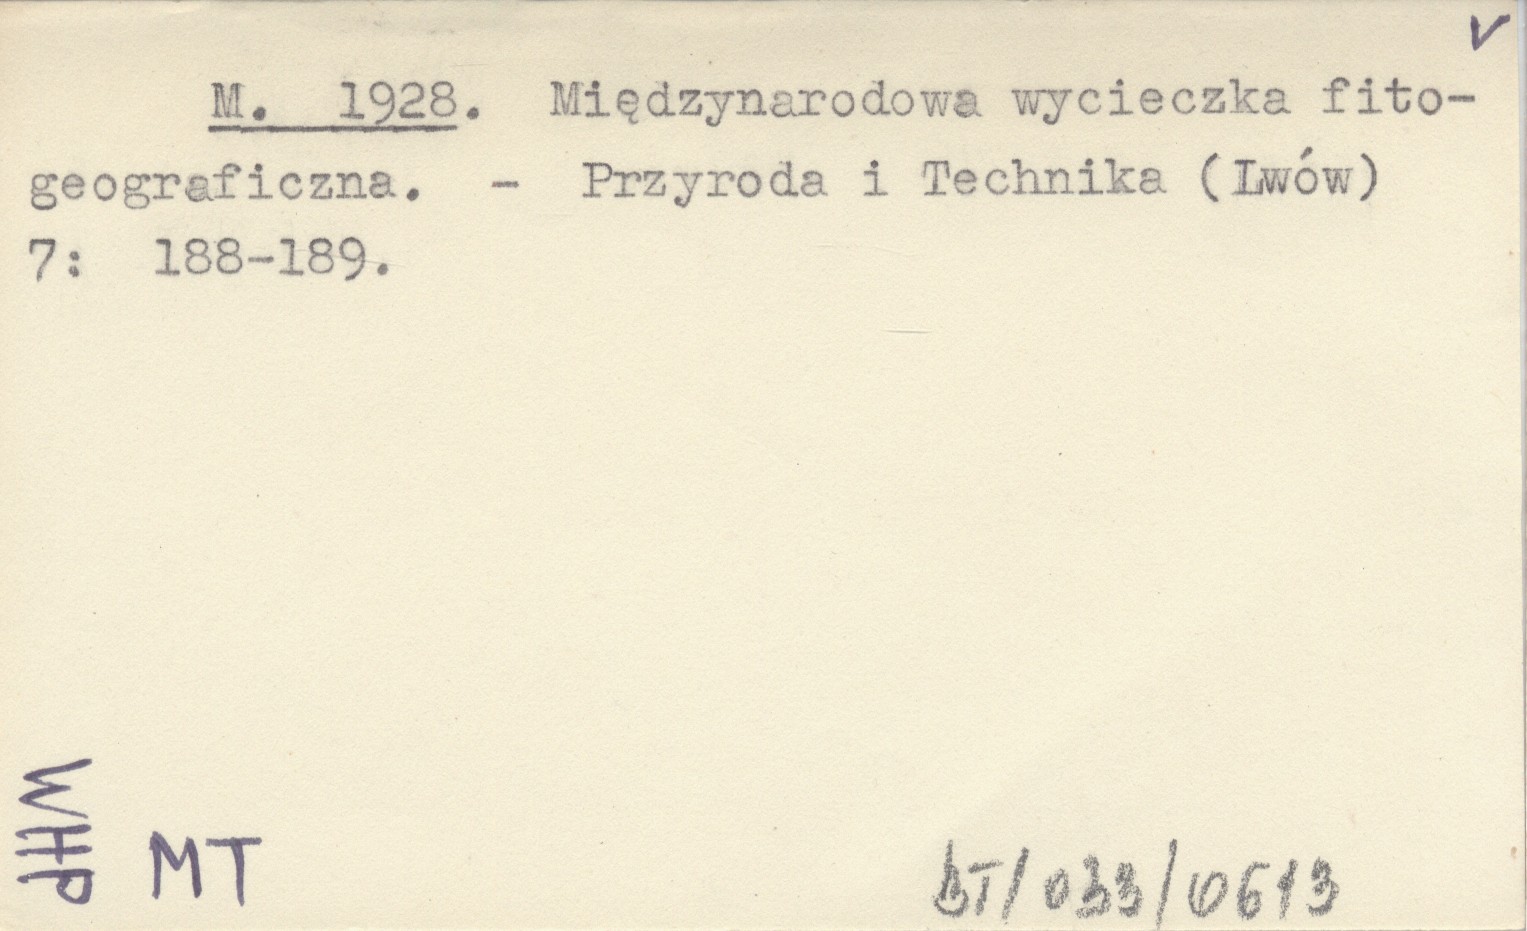 V
M. 1928. Międzynarodowa wycieczka fito-
geograficzna. - Przyroda i Technika (Lwów)
7: 188-189.
WHP
MT
BT/033/0613